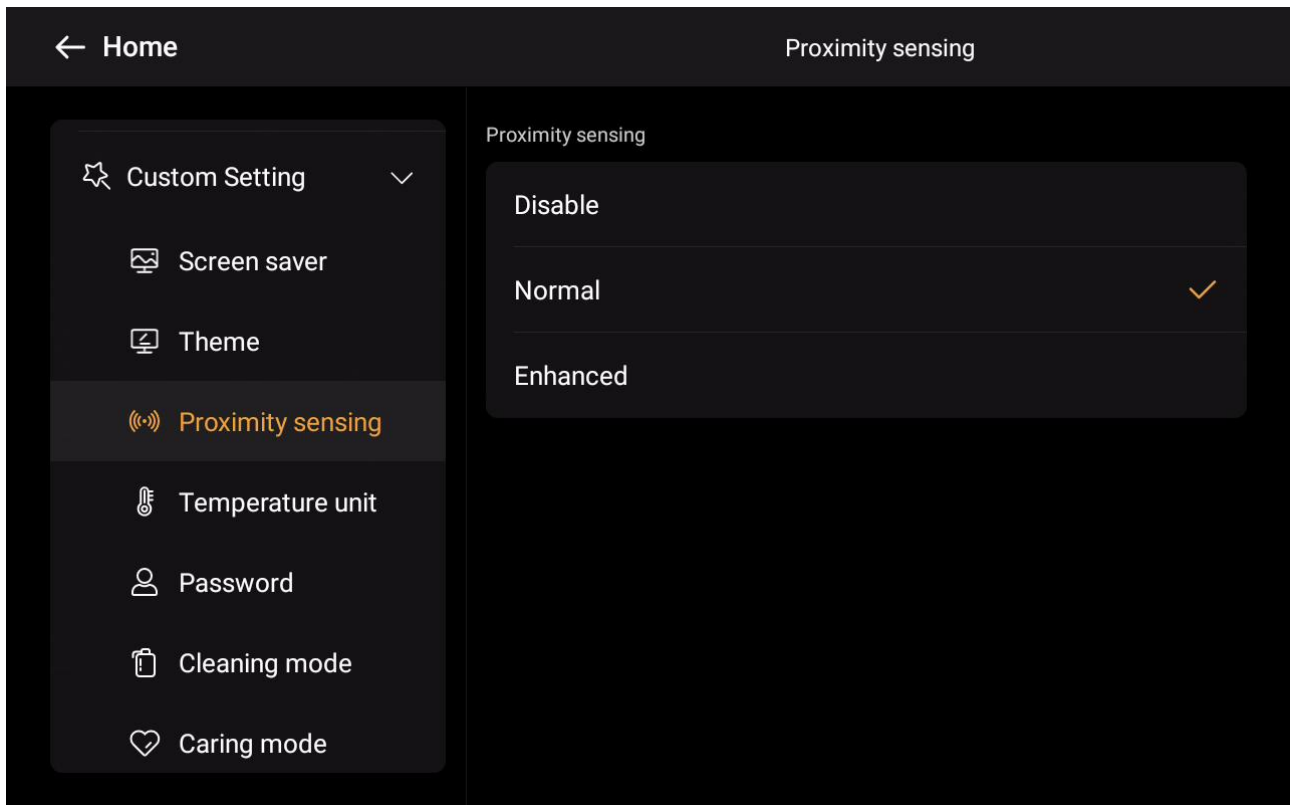 Home
Proximity sensing
Custom Setting
Screen saver
Theme
Proximity sensing
Temperature unit
Password
Cleaning mode
Caring mode
Proximity sensing
Disable
Normal
Enhanced